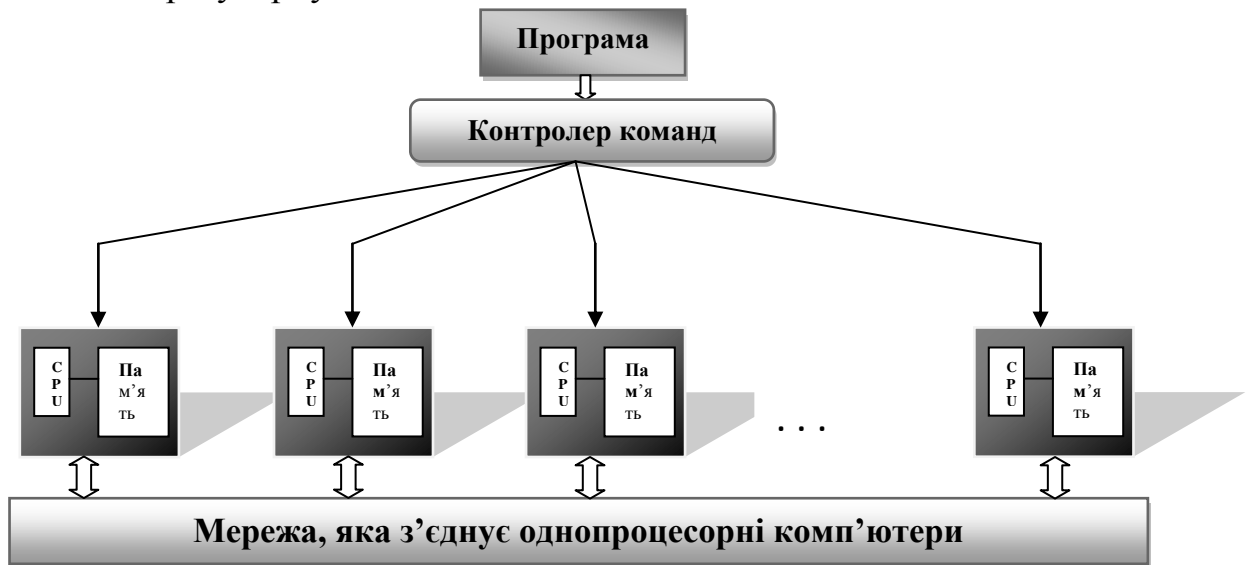 Програма
Контролер команд
C
P
U
Па
м’я
ть
C
P
U
Па
м’я
ть
C
P
U
Па
м’я
ть
. . .
C
P
U
Па
м’я
ть
Мережа, яка з’єднує однопроцесорні комп’ютери